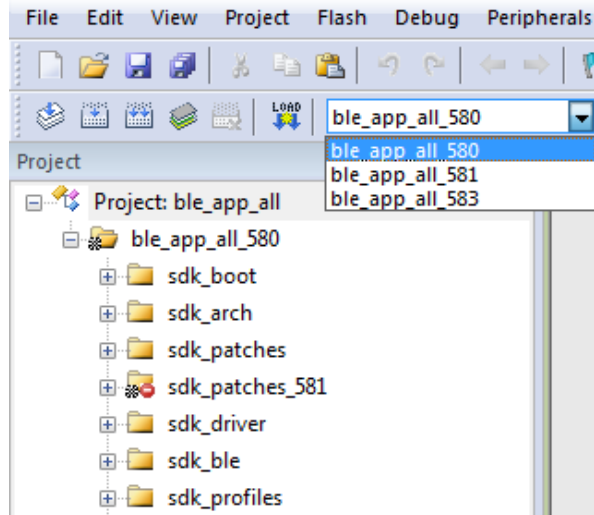 File Edit View Project Flash Debug Peripherals
LOAD
ble_app_all_580
ble_app_all_580
ble_app_all_581
ble_app_all_583
Project
Project: ble_app_all
ble_app_all_580
sdk_boot
sdk_arch
sdk_patches
sdk_patches_581
sdk_driver
sdk_ble
sdk_profiles